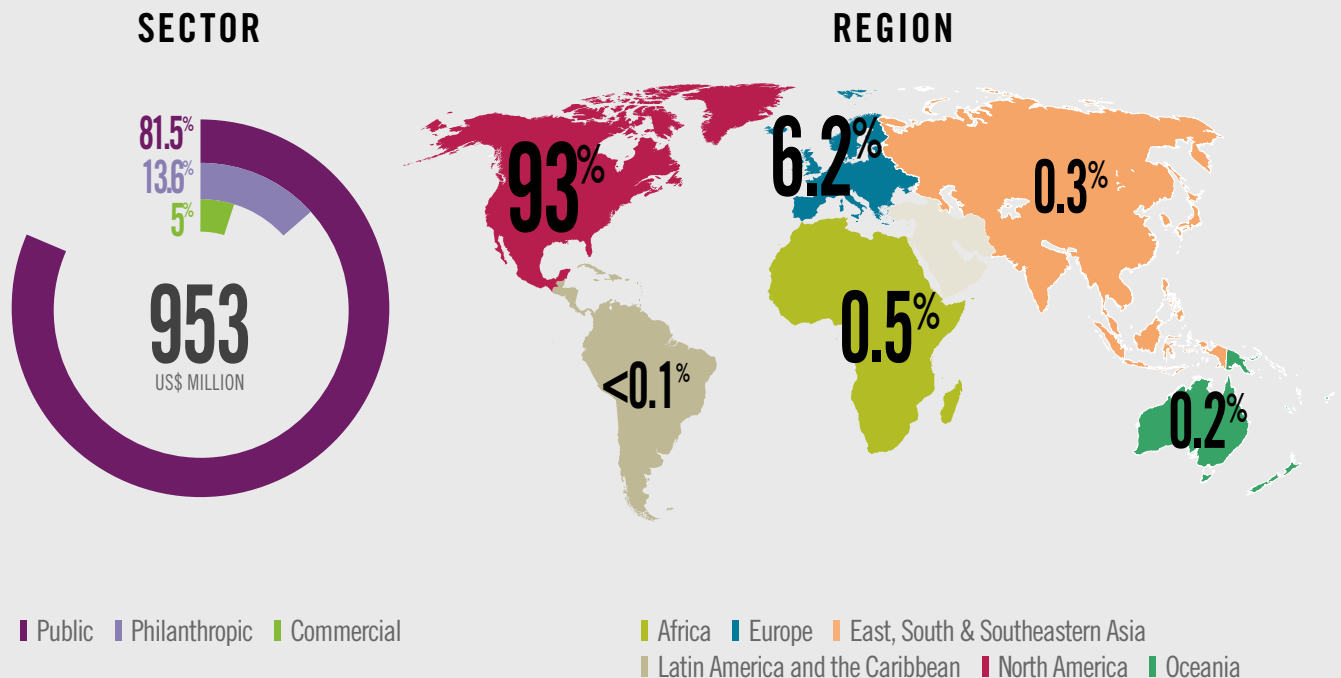 SECTOR
81.5%
13.6%
5%
953
US$ MILLION
Public Philanthropic Commercial
REGION
93%
6.2%
0.3%
0.5%
<0.1%
0.2%
Africa Europe East, South & Southeastern Asia
Latin America and the Caribbean North America Oceania